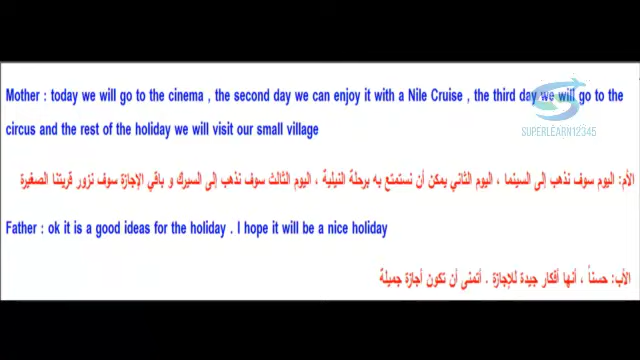 Mother : today we will go to the cinema , the second day we can enjoy it with a Nile Cruise , the third day we will go to the
circus and the rest of the holiday we will visit our small village
SUPERLEARN12345
الأم: اليوم سوف نذهب إلى السينما ، اليوم الثاني يمكن أن نستمتع به برحلة النيلية ، اليوم الثالث سوف نذهب إلى السيرك و باقي الإجازة سوف نزور قريتنا الصغيرة
Father : ok it is a good ideas for the holiday . I hope it will be a nice holiday
الأب: حسناً ، أنها أفكار جيدة للإجازة . أتمنى أن تكون أجازة جميلة